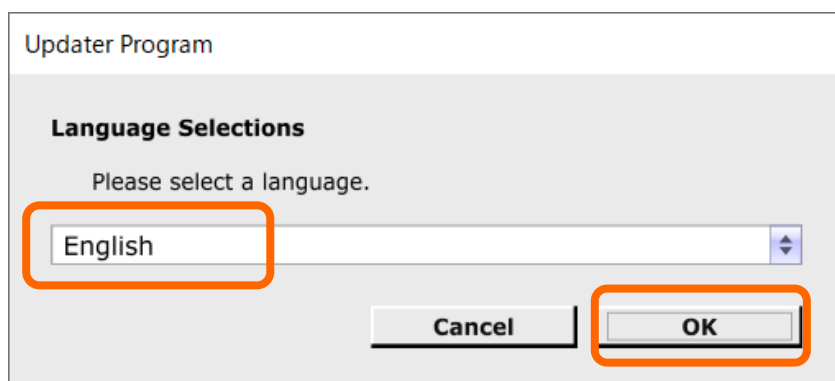 Updater Program
Language Selections
Please select a language.
English
Cancel
OK